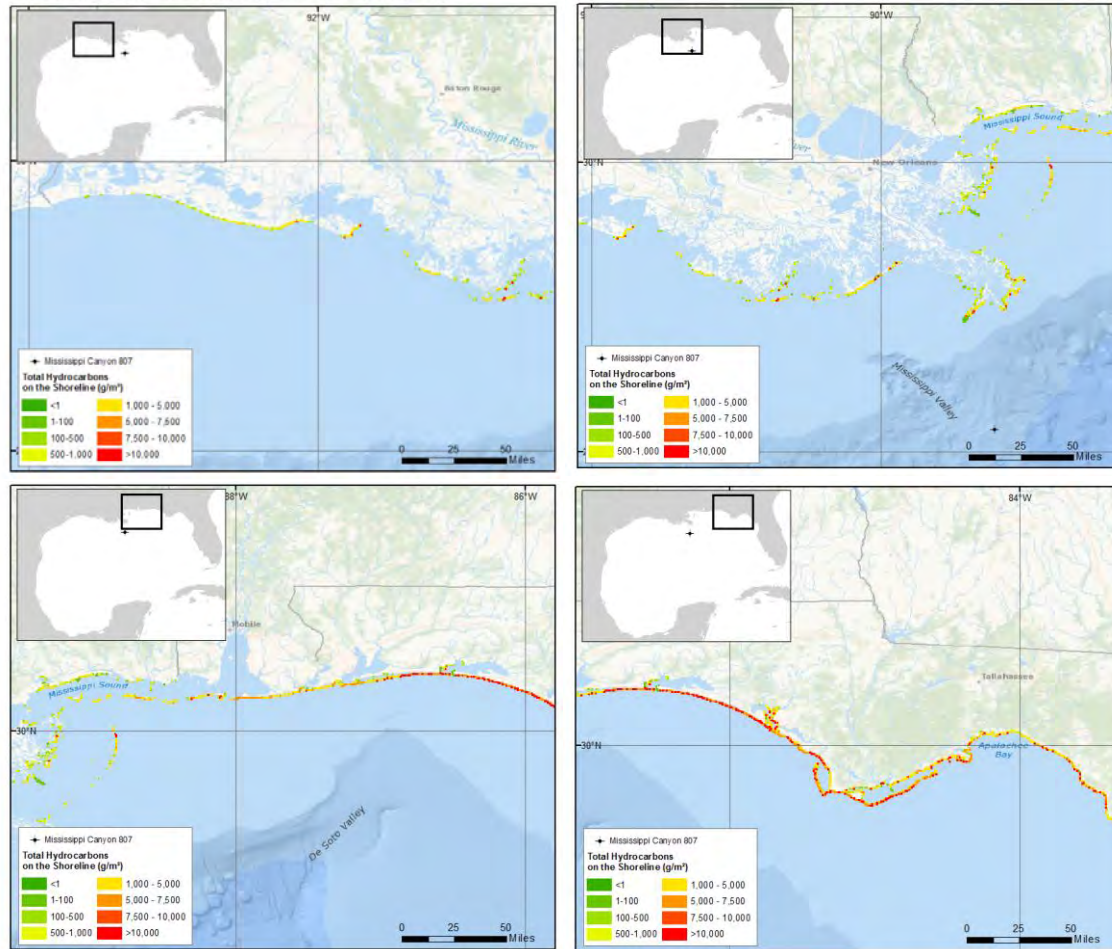 92°W
Baton Rouge
Mississippi River
Mississippi Canyon 807
Total Hydrocarbons
on the Shoreline (g/m²)
<1 1,000 - 5,000
1-100 5,000 - 7,500
100-500 7,500 - 10,000
500-1,000 >10,000
0 25 50
Miles
90°W
Mississippi Sound
River
30°N
New Orleans
Mississippi Valley
Mississippi Canyon 807
Total Hydrocarbons
on the Shoreline (g/m²)
<1 1,000 - 5,000
1-100 5,000 - 7,500
100-500 7,500 - 10,000
500-1,000 >10,000
0 25 50
Miles
86°W
Mobile
Mississippi Sound
30°N
De Soto Valley
Mississippi Canyon 807
Total Hydrocarbons
on the Shoreline (g/m²)
<1 1,000 - 5,000
1-100 5,000 - 7,500
100-500 7,500 - 10,000
500-1,000 >10,000
0 25 50
Miles
84°W
Tallahassee
30°N
Apalachee
Bay
Mississippi Canyon 807
Total Hydrocarbons
on the Shoreline (g/m²)
<1 1,000 - 5,000
1-100 5,000 - 7,500
100-500 7,500 - 10,000
500-1,000 >10,000
0 25 50
Miles